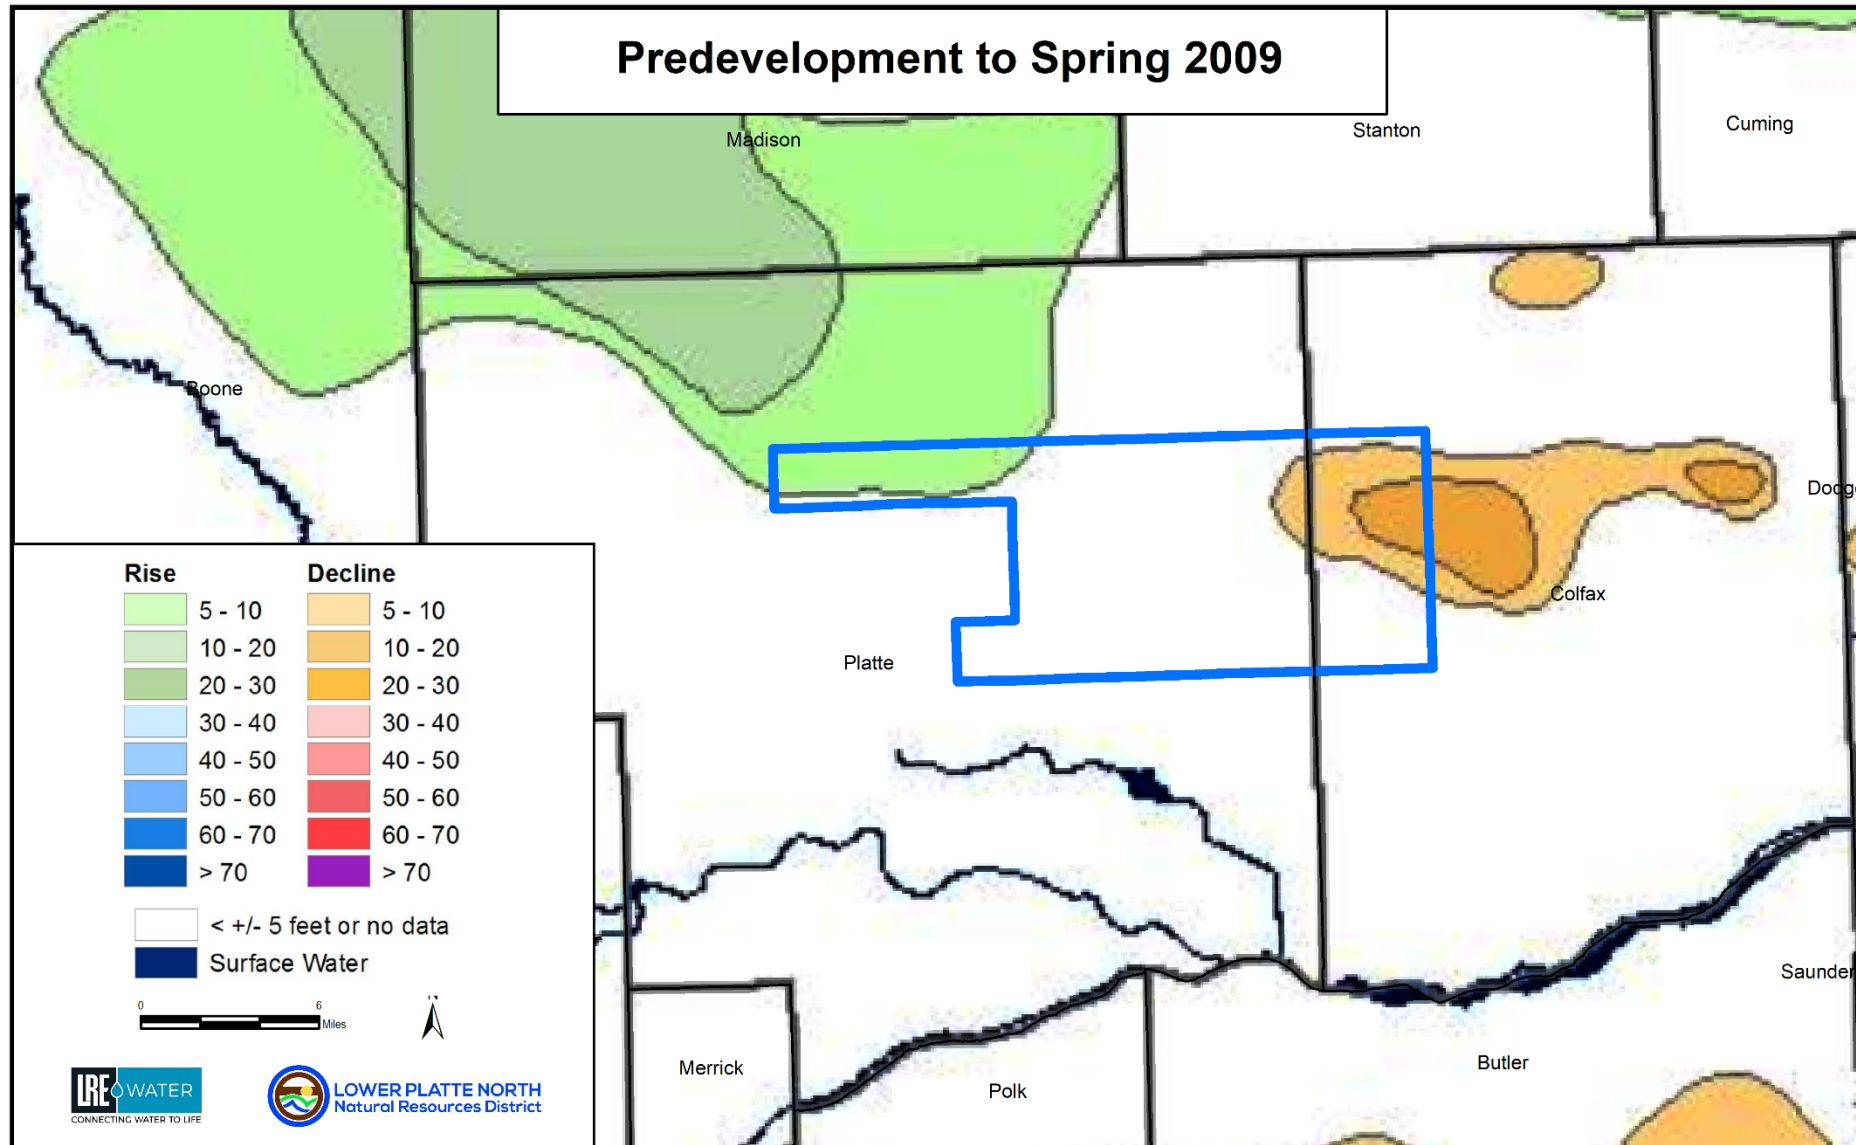 Predevelopment to Spring 2009
Madison
Stanton
Cuming
Boone
Dodg
Colfax
Platte
Rise
Decline
5 - 10
5 - 10
10 - 20
10 - 20
20 - 30
20 - 30
30 - 40
30 - 40
40 - 50
40 - 50
50 - 60
50 - 60
60 - 70
60 - 70
> 70
> 70
< +/- 5 feet or no data
Surface Water
0
6
Miles
Saunder
Merrick
Polk
Butler
LRE WATER
CONNECTING WATER TO LIFE
LOWER PLATTE NORTH
Natural Resources District